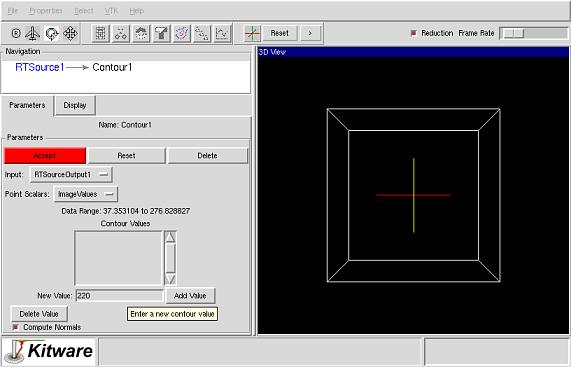 File Properties Select VTK Help
R Reset > Reduction Frame Rate
Navigation
RTSource1 Contour1
3D View
Parameters Display
Name: Contour1
Parameters
Accept Reset Delete
Input: RTSourceOutput1
Point Scalars: ImageValues
Data Range: 37.353104 to 276.828827
Contour Values
New Value: 220 Add Value
Delete Value Enter a new contour value
Compute Normals
Kitware